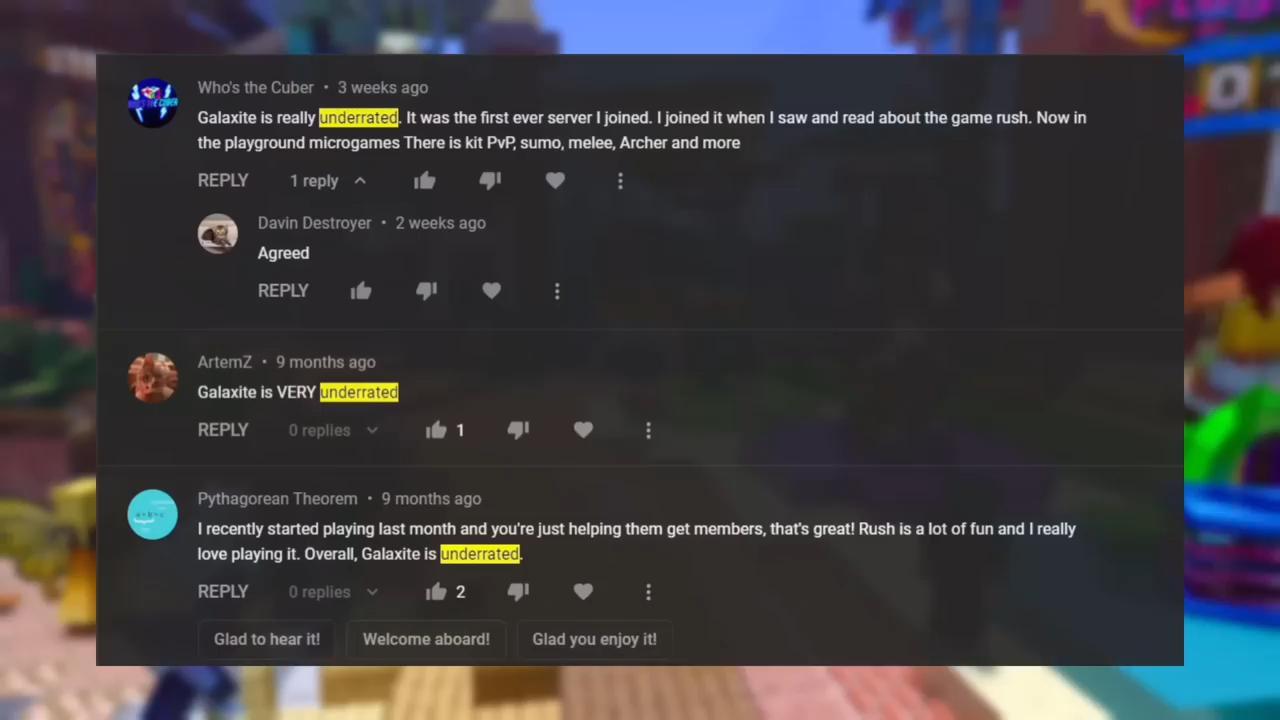 Who's the Cuber • 3 weeks ago
Galaxite is really underrated. It was the first ever server I joined. I joined it when I saw and read about the game rush. Now in
the playground microgames There is kit PvP, sumo, melee, Archer and more
REPLY 1 reply
Davin Destroyer • 2 weeks ago
Agreed
REPLY
ArtemZ • 9 months ago
Galaxite is VERY underrated
REPLY 0 replies 1
Pythagorean Theorem • 9 months ago
I recently started playing last month and you're just helping them get members, that's great! Rush is a lot of fun and I really
love playing it. Overall, Galaxite is underrated.
REPLY 0 replies 2
Glad to hear it! Welcome aboard! Glad you enjoy it!